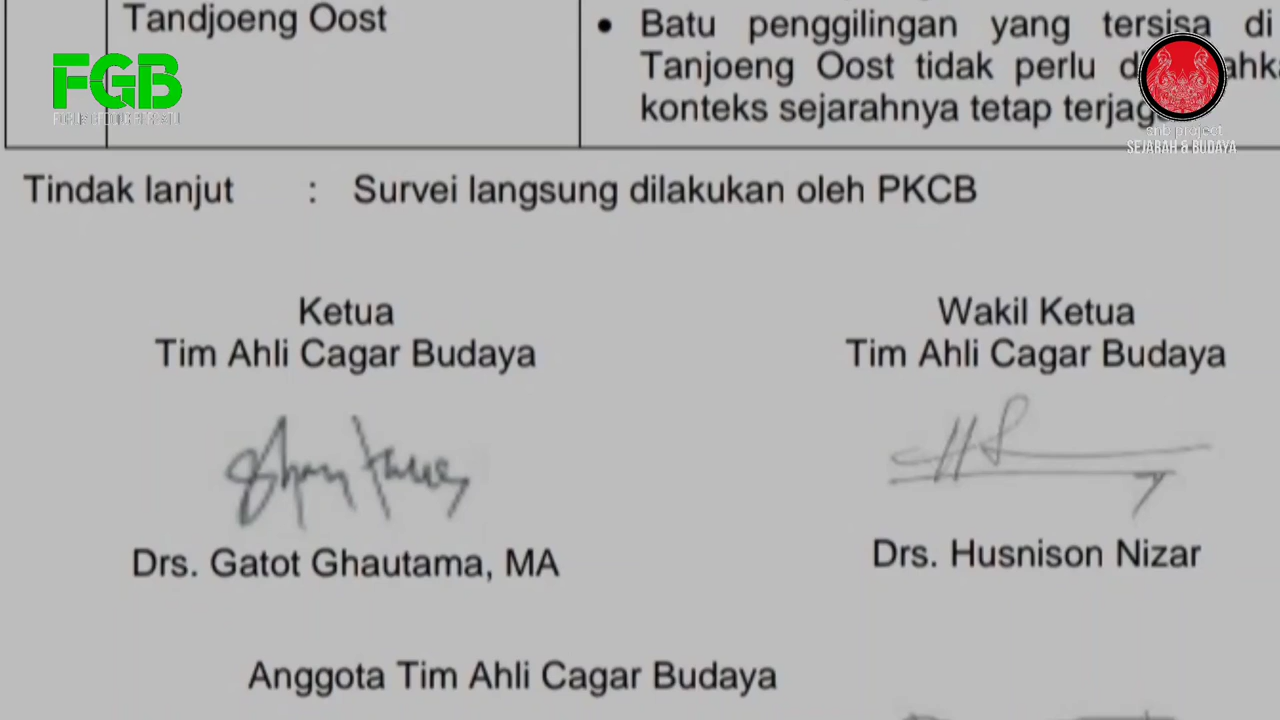 Tandjoeng Oost
• Batu penggilingan yang tersisa di
Tanjoeng Oost tidak perlu
konteks sejarahnya tetap
FGB
snb project
SEJARAH & BUDAYA
Tindak lanjut : Survei langsung dilakukan oleh PKCB
Ketua
Tim Ahli Cagar Budaya
Wakil Ketua
Tim Ahli Cagar Budaya
Drs. Gatot Ghautama, MA
Drs. Husnison Nizar
Anggota Tim Ahli Cagar Budaya